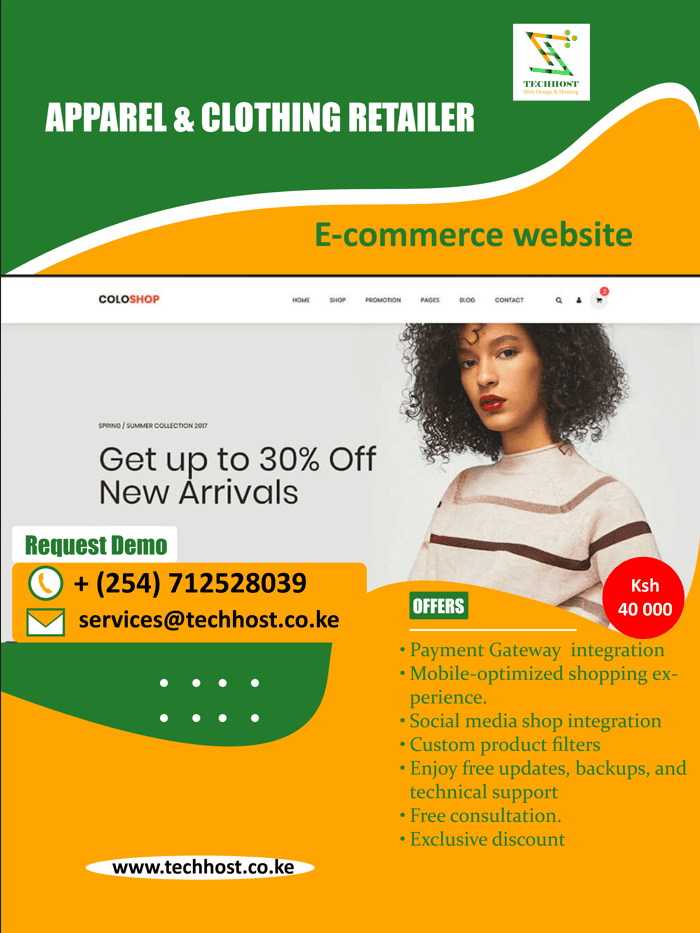 TECHHOST
Web Design & Hosting
APPAREL & CLOTHING RETAILER
E-commerce website
COLOSHOP
HOME SHOP PROMOTION PAGES BLOG CONTACT
2
SPRING / SUMMER COLLECTION 2017
Get up to 30% Off
New Arrivals
Request Demo
+ (254) 712528039
services@techhost.co.ke
Ksh
40 000
OFFERS
• Payment Gateway integration
• Mobile-optimized shopping ex-
perience.
• Social media shop integration
• Custom product filters
• Enjoy free updates, backups, and
technical support
• Free consultation.
• Exclusive discount
www.techhost.co.ke